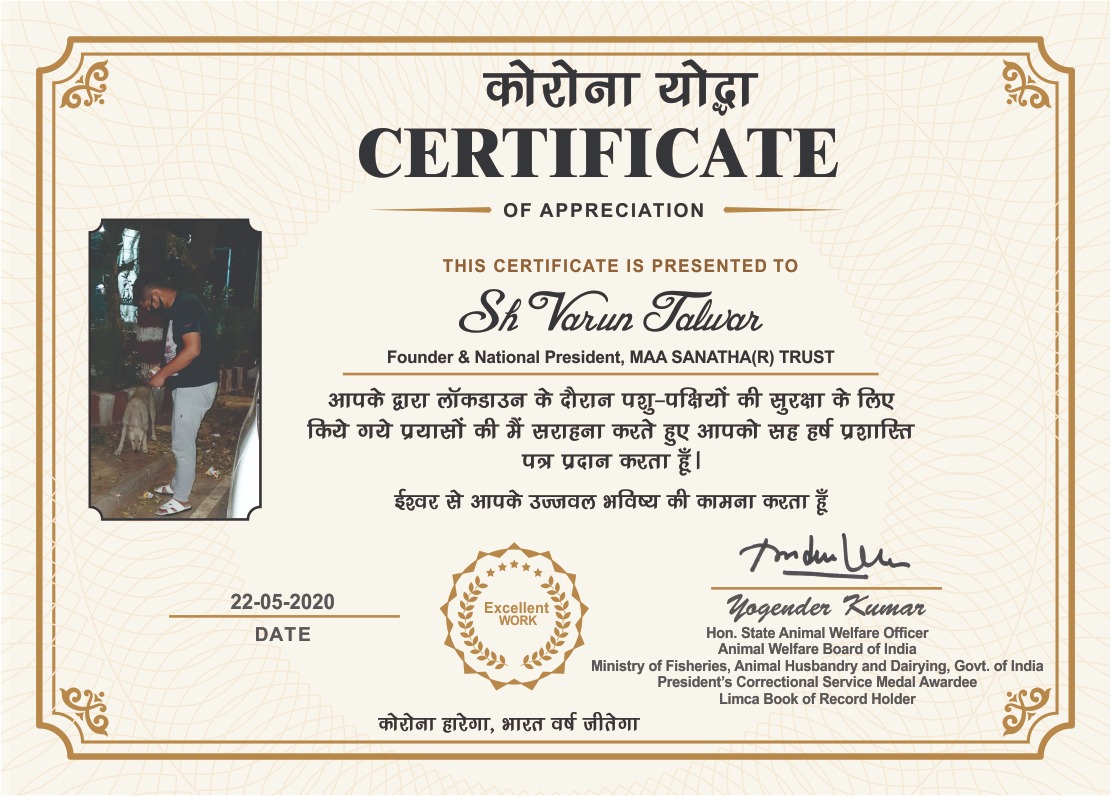 कोरोना योद्धा
CERTIFICATE
OF APPRECIATION
THIS CERTIFICATE IS PRESENTED TO
Sh Varun Talwar
Founder & National President, MAA SANATHA(R) TRUST
आपके द्वारा लॉकडाउन के दौरान पशु-पक्षियों की सुरक्षा के लिए
किये गये प्रयासों की मैं सराहना करते हुए आपको सह हर्ष प्रशास्ति
पत्र प्रदान करता हूँ।
ईश्वर से आपके उज्जवल भविष्य की कामना करता हूँ
22-05-2020
DATE
Excellent
WORK
Yogender Kumar
Hon. State Animal Welfare Officer
Animal Welfare Board of India
Ministry of Fisheries, Animal Husbandry and Dairying, Govt. of India
President's Correctional Service Medal Awardee
Limca Book of Record Holder
कोरोना हारेगा, भारत वर्ष जीतेगा